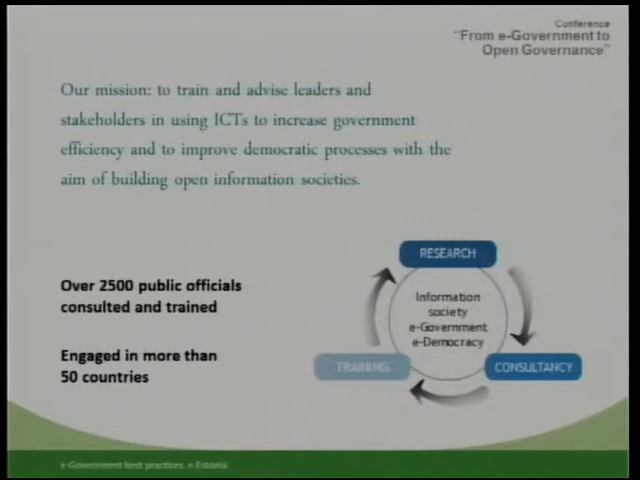 Conference
"From e-Government to
Open Governance"
Our mission: to train and advise leaders and
stakeholders in using ICTs to increase government
efficiency and to improve democratic processes with the
aim of building open information societies.
Over 2500 public officials
consulted and trained
Engaged in more than
50 countries
RESEARCH
Information
society
e-Government
e-Democracy
TRAINING
CONSULTANCY
e-Government best practices, e-Estonia